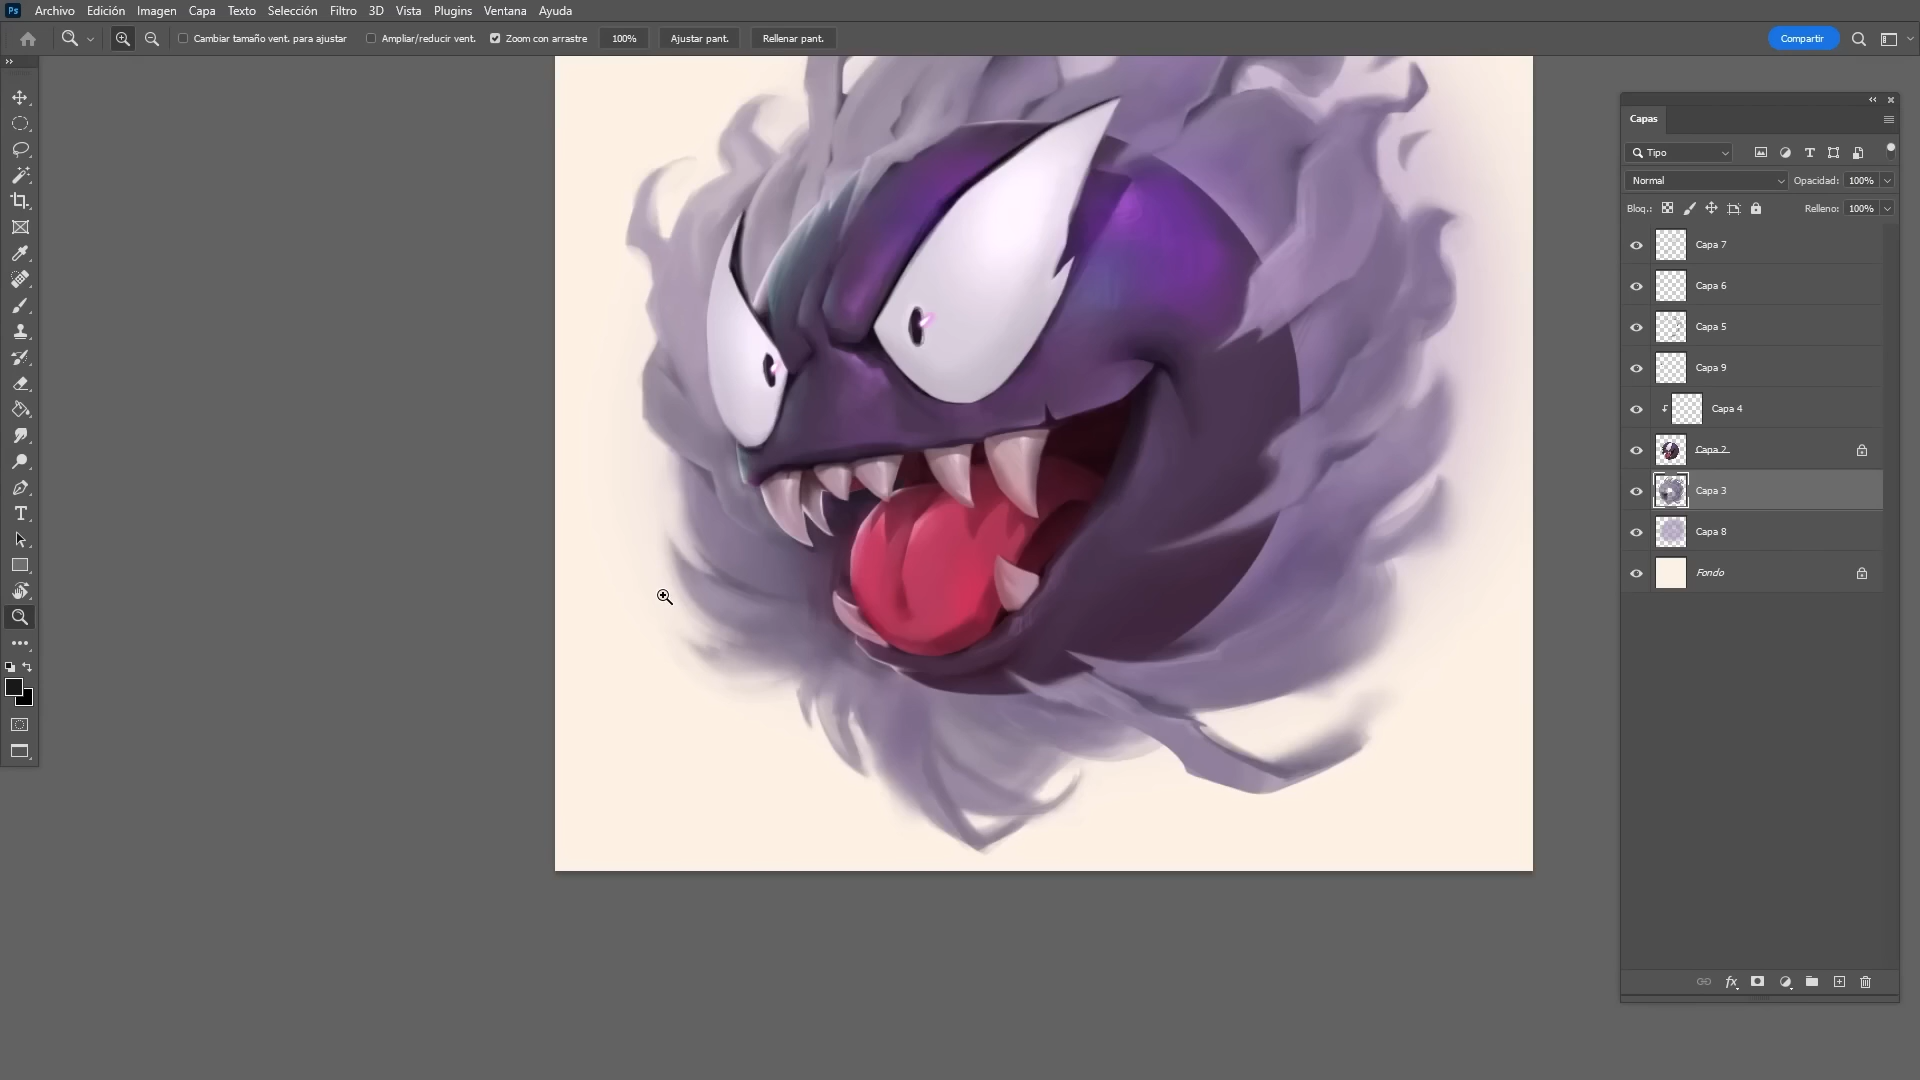 Ps Archivo Edición Imagen Capa Texto Selección Filtro 3D Vista Plugins Ventana Ayuda
Cambiar tamaño vent. para ajustar Ampliar/reducir vent. Zoom con arrastre 100% Ajustar pant. Rellenar pant. Compartir
Capas
Tipo
Normal Opacidad: 100%
Bloq.: Relleno: 100%
Capa 7
Capa 6
Capa 5
Capa 9
Capa 4
Capa 2
Capa 3
Capa 8
Fondo
fx